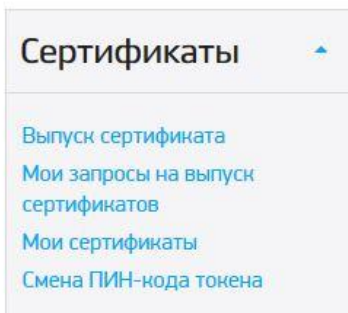 Сертификаты
Выпуск сертификата
Мои запросы на выпуск
сертификатов
Мои сертификаты
Смена ПИН-кода токена